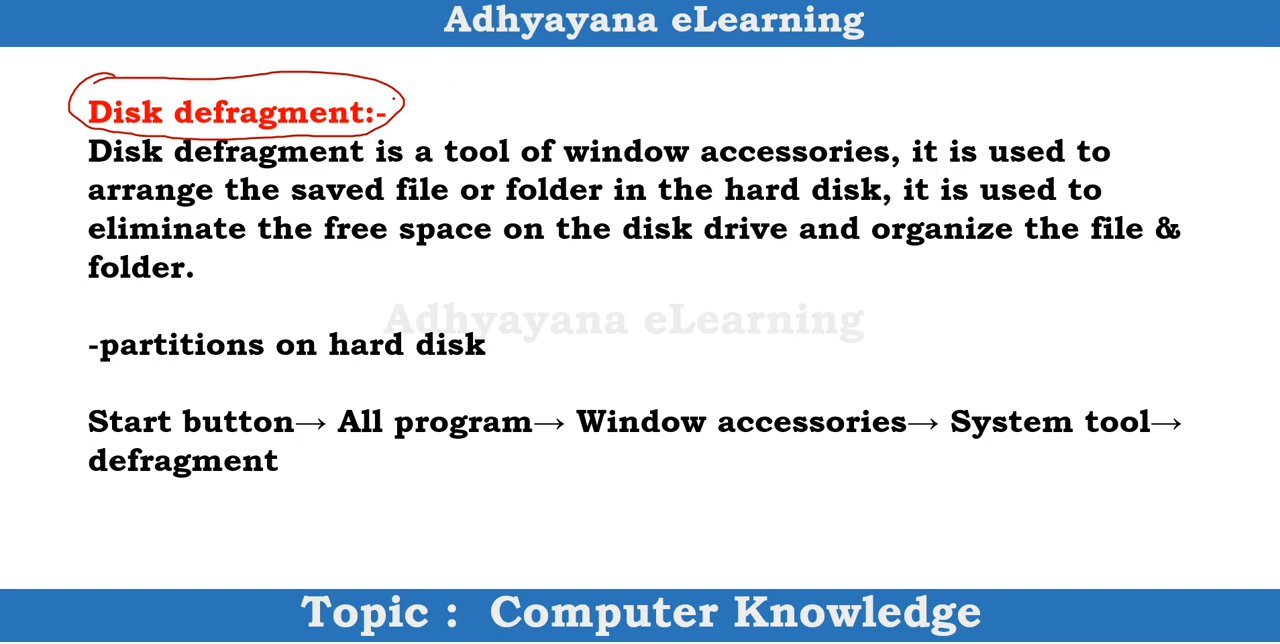 Adhyayana eLearning
Disk defragment:-
Disk defragment is a tool of window accessories, it is used to
arrange the saved file or folder in the hard disk, it is used to
eliminate the free space on the disk drive and organize the file &
folder.
Adhyayana eLearning
-partitions on hard disk
Start button→ All program→ Window accessories→ System tool→
defragment
Topic : Computer Knowledge